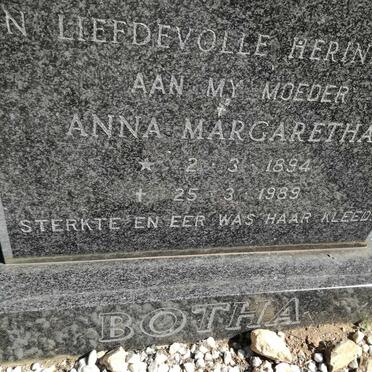 N LIEFDEVOLLE HERIN
AAN MY MOEDER
ANNA MARGARETHA
* 2-3-1894
+ 25-3-1989
STERKTE EN EER WAS HAAR KLEED
BOTHA